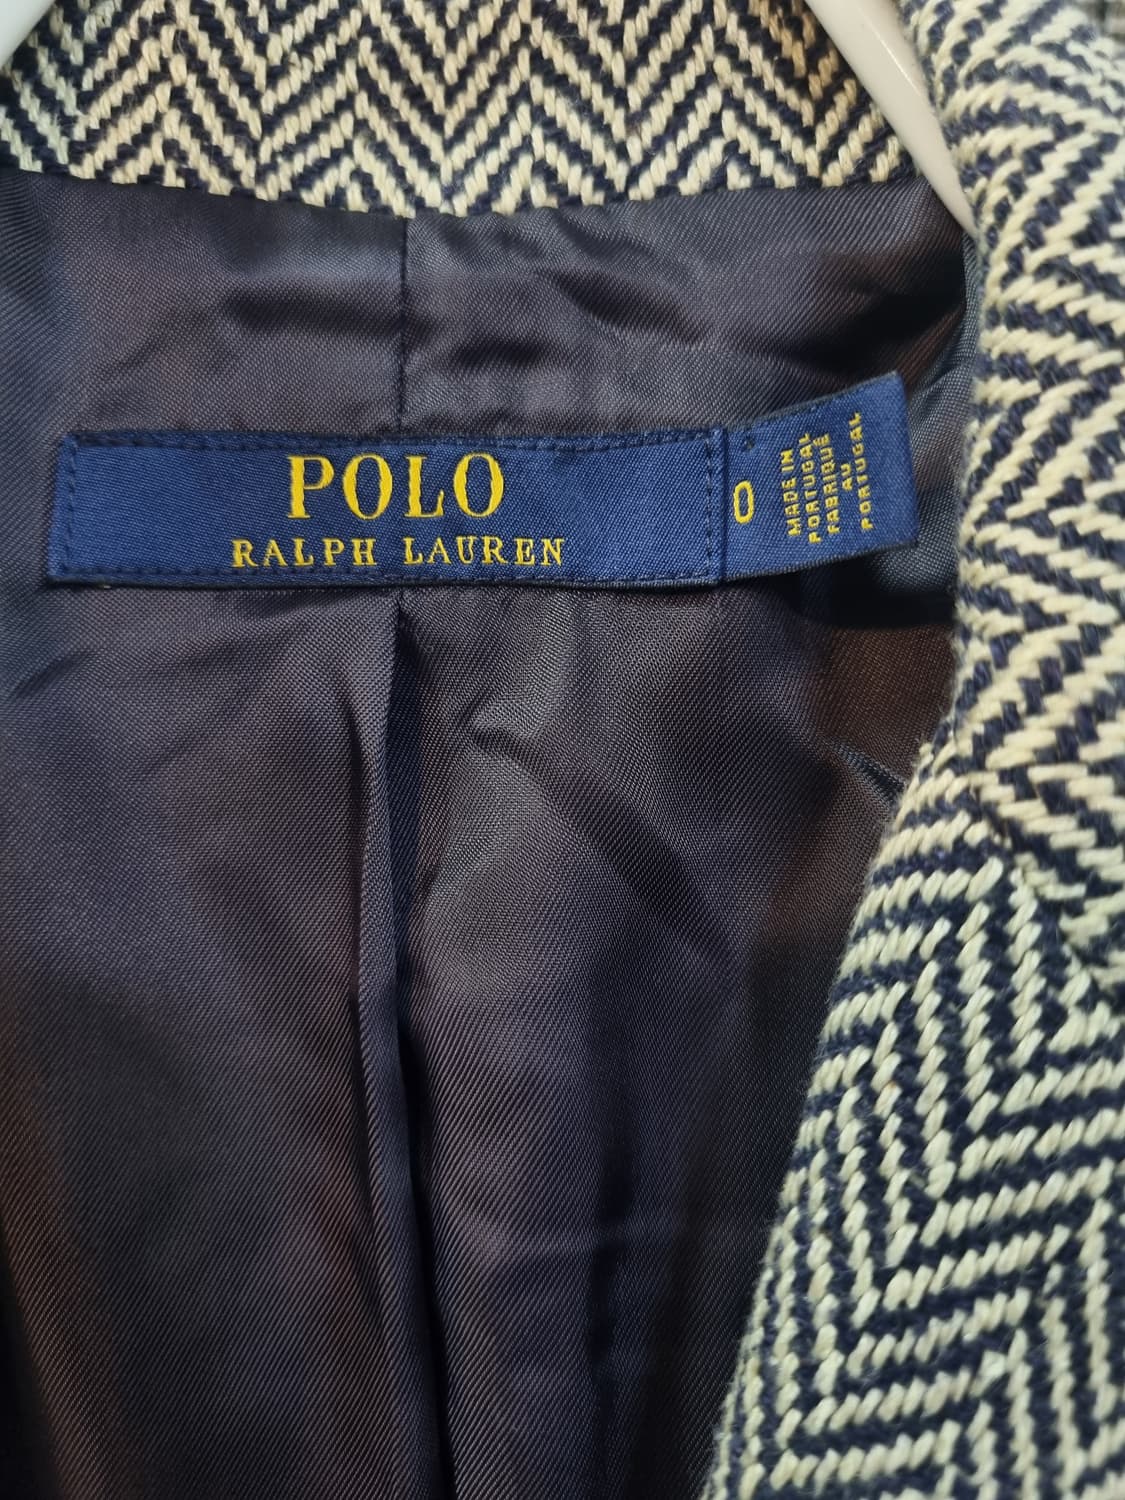 POLO
RALPH LAUREN
0
MADE IN
PORTUGAL
FABRIQUÉ
AU
PORTUGAL